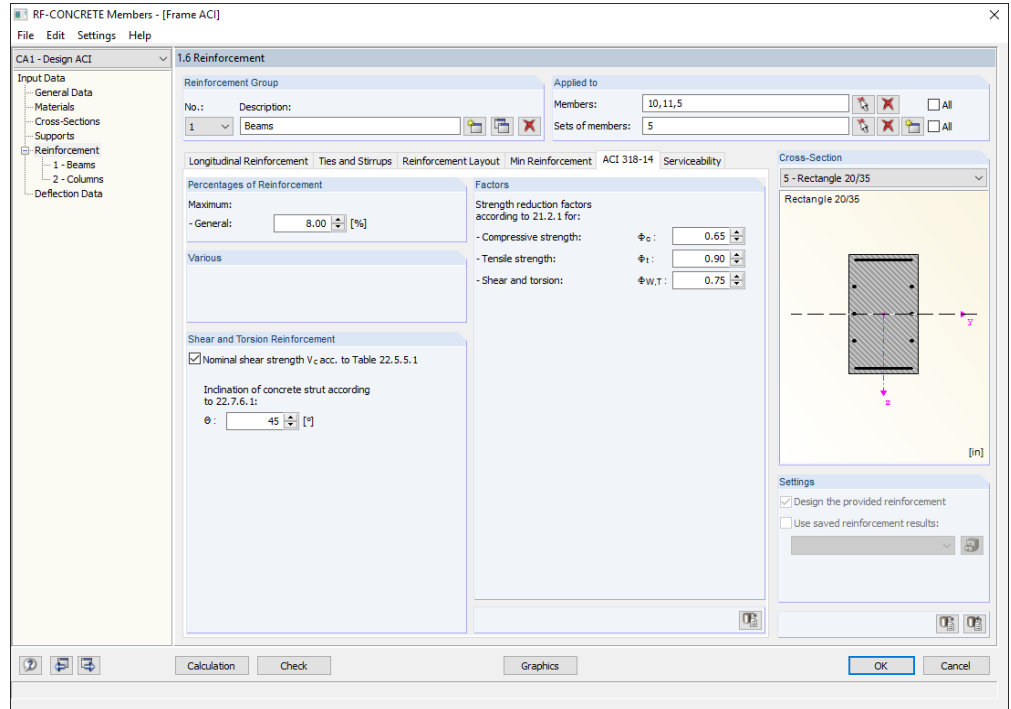 RF-CONCRETE Members - [Frame ACI]
File Edit Settings Help
CA1 - Design ACI
Input Data
General Data
Materials
Cross-Sections
Supports
Reinforcement
1 - Beams
2 - Columns
Deflection Data
1.6 Reinforcement
Reinforcement Group
No.: Description:
1 Beams
Applied to
Members: 10,11,5 All
Sets of members: 5 All
Longitudinal Reinforcement Ties and Stirrups Reinforcement Layout Min Reinforcement ACI 318-14 Serviceability
Percentages of Reinforcement
Maximum:
- General: 8.00 [%]
Various
Shear and Torsion Reinforcement
Nominal shear strength Vc acc. to Table 22.5.5.1
Inclination of concrete strut according
to 22.7.6.1:
Θ : 45 [°]
Factors
Strength reduction factors
according to 21.2.1 for:
- Compressive strength: Φc : 0.65
- Tensile strength: Φt : 0.90
- Shear and torsion: ΦW,T : 0.75
Cross-Section
5 - Rectangle 20/35
Rectangle 20/35
y
z
[in]
Settings
Design the provided reinforcement
Use saved reinforcement results:
Calculation Check Graphics OK Cancel